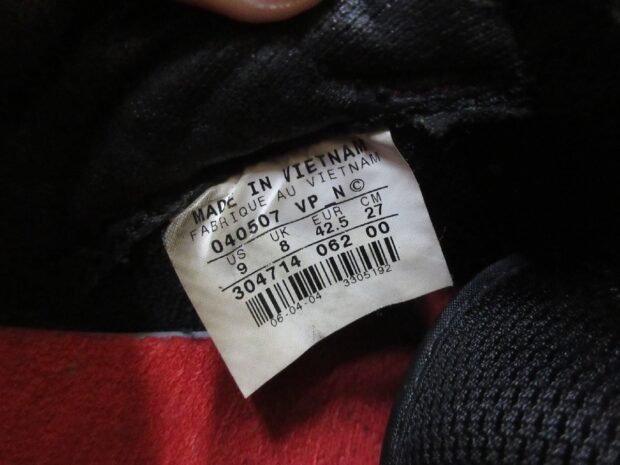 MADE IN VIETNAM
FABRIQUE AU VIETNAM
040507 VP_N©
US UK EUR CM
9 8 42.5 27
304714 062 00
06-04-04 3305192